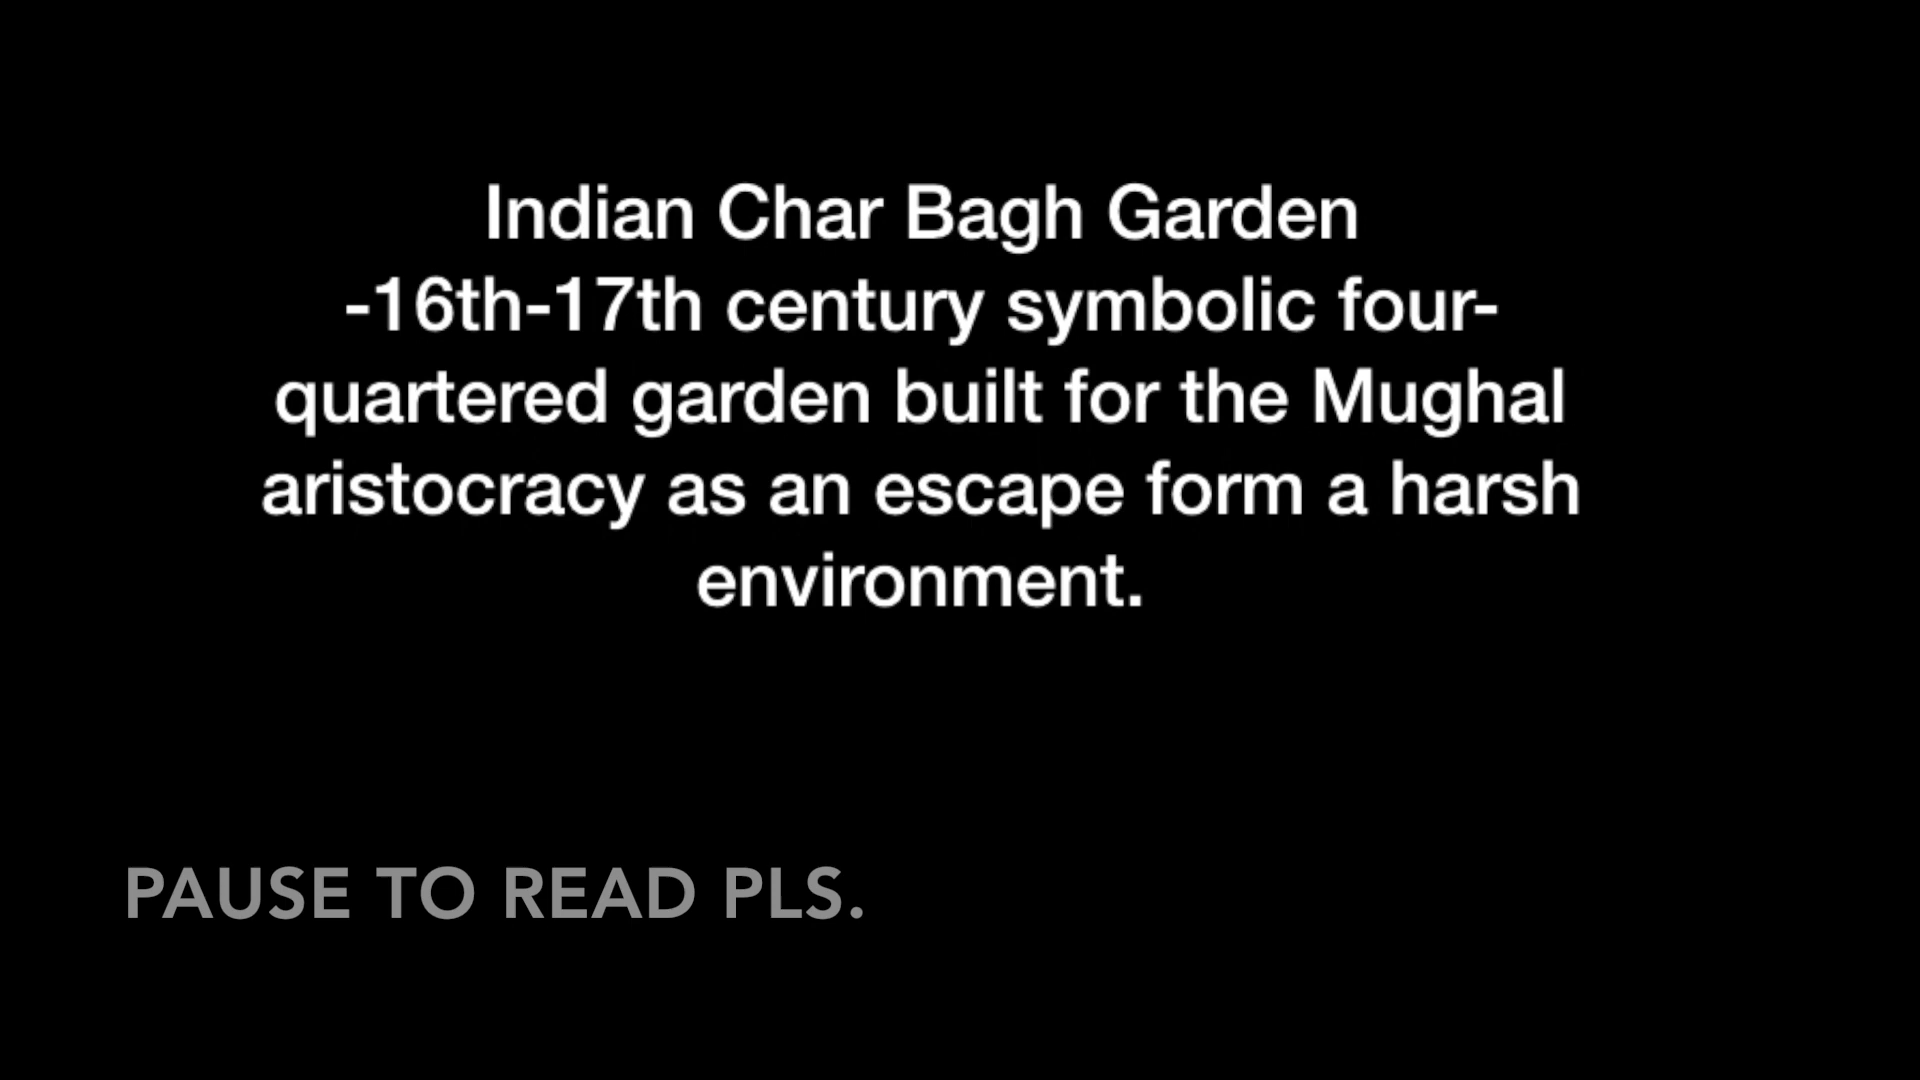 Indian Char Bagh Garden
-16th-17th century symbolic four-
quartered garden built for the Mughal
aristocracy as an escape form a harsh
environment.
PAUSE TO READ PLS.